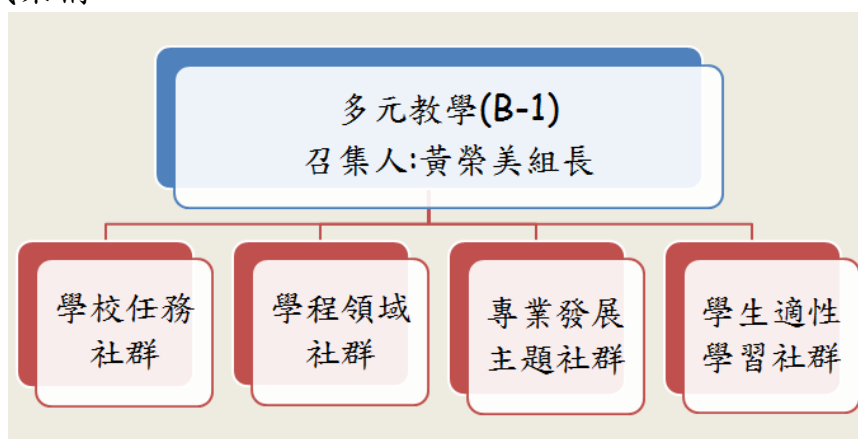 多元教學(B-1)
召集人:黃榮美組長
學校任務
社群
學程領域
社群
專業發展
主題社群
學生適性
學習社群